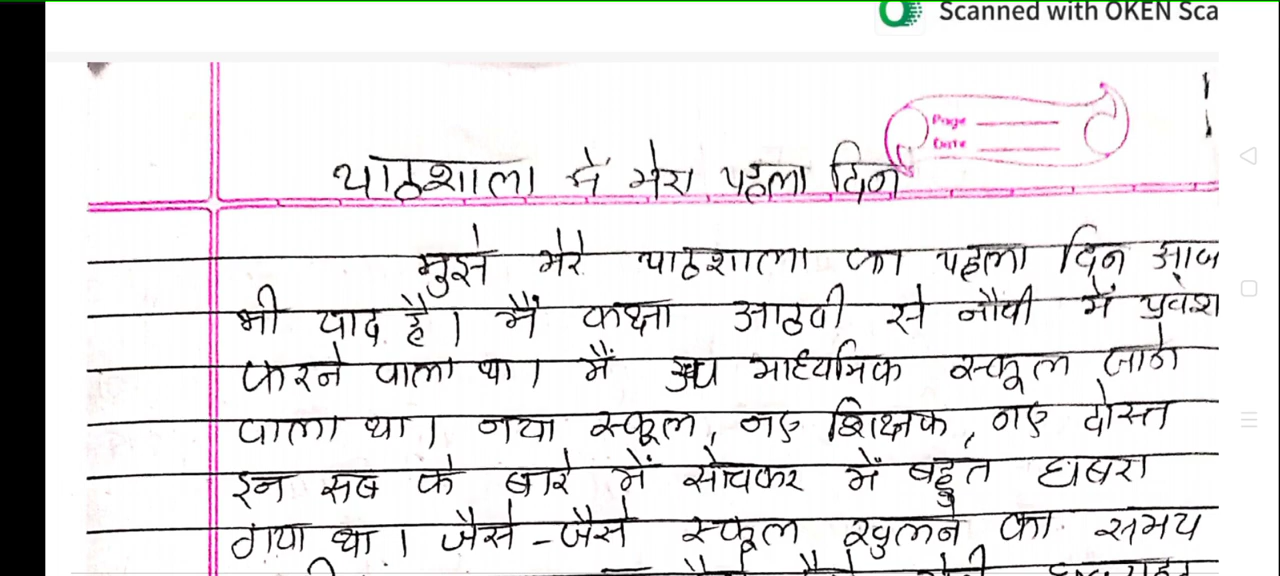 Scanned with OKEN Sca
Page
Date
पाठशाला में मेरा पहला दिन
मुझे मेरे पाठशाला का पहला दिन आज
भी याद है। मैं कक्षा आठवी से नौवी में प्रवेश
करने वाला था। मैं अब माध्यमिक स्कूल जाने
वाला था। नया स्कूल, नए शिक्षक, नए दोस्त
इन सब के बारे में सोचकर में बहुत घबरा
गया था। जैसे-जैसे स्कूल खुलने का समय